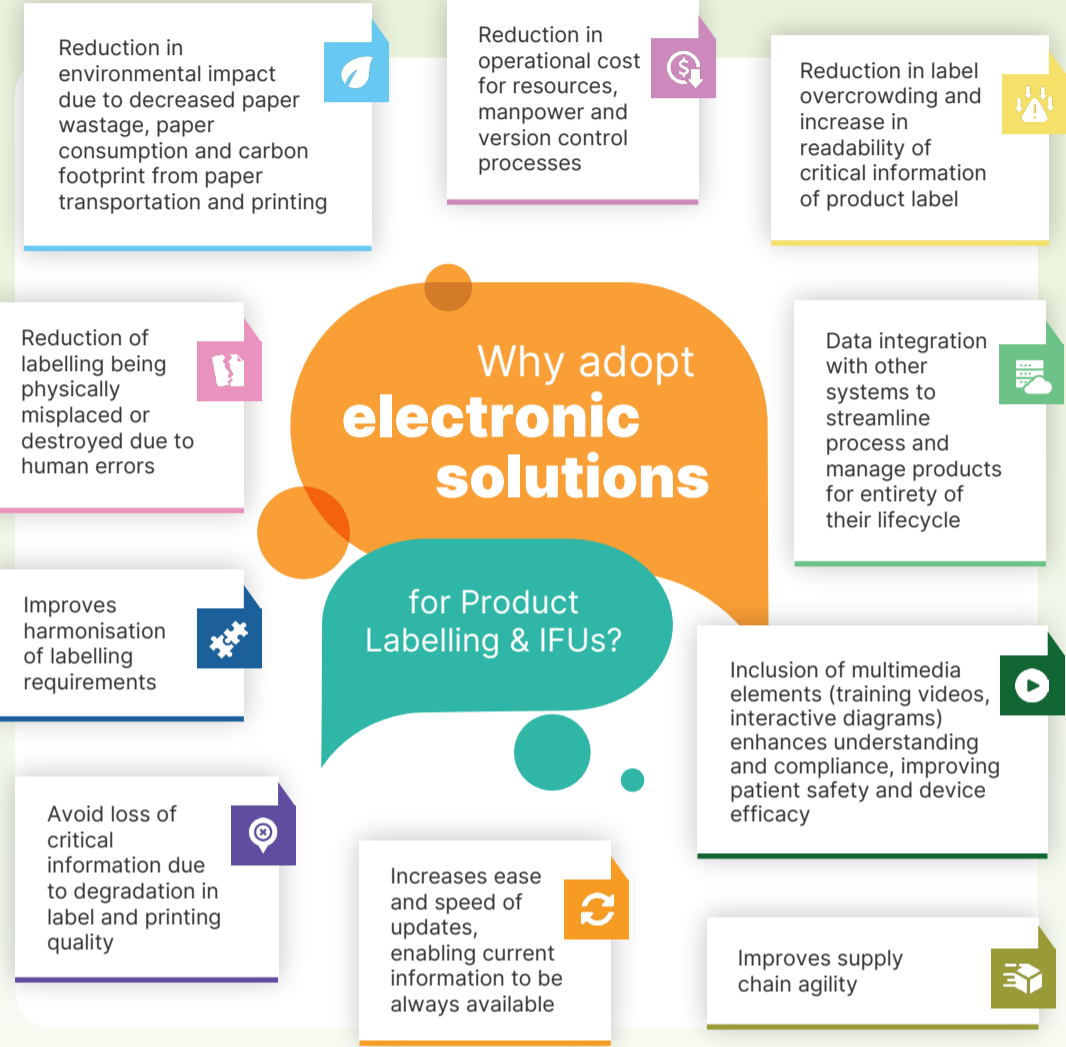 Reduction in
environmental impact
due to decreased paper
wastage, paper
consumption and carbon
footprint from paper
transportation and printing
Reduction in
operational cost
for resources,
manpower and
version control
processes
Reduction in label
overcrowding and
increase in
readability of
critical information
of product label
Reduction of
labelling being
physically
misplaced or
destroyed due to
human errors
Why adopt
electronic
solutions
for Product
Labelling & IFUs?
Data integration
with other
systems to
streamline
process and
manage products
for entirety of
their lifecycle
Improves
harmonisation
of labelling
requirements
Inclusion of multimedia
elements (training videos,
interactive diagrams)
enhances understanding
and compliance, improving
patient safety and device
efficacy
Avoid loss of
critical
information due
to degradation in
label and printing
quality
Increases ease
and speed of
updates,
enabling current
information to be
always available
Improves supply
chain agility